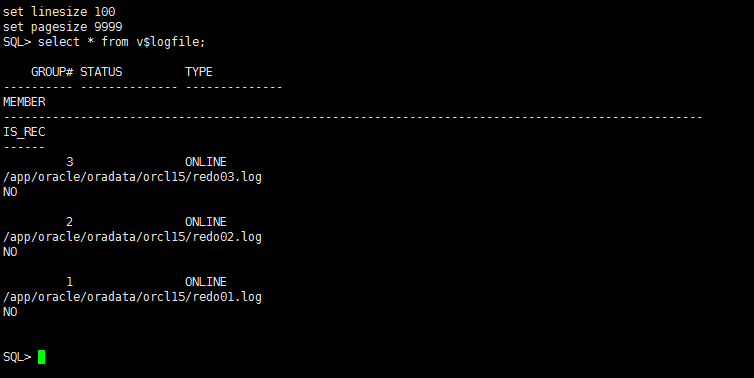 set linesize 100
set pagesize 9999
SQL> select * from v$logfile;
GROUP# STATUS TYPE
---------- -------------- --------------
MEMBER
----------------------------------------------------------------------------------------------------
IS_REC
------
3 ONLINE
/app/oracle/oradata/orcl15/redo03.log
NO
2 ONLINE
/app/oracle/oradata/orcl15/redo02.log
NO
1 ONLINE
/app/oracle/oradata/orcl15/redo01.log
NO
SQL>